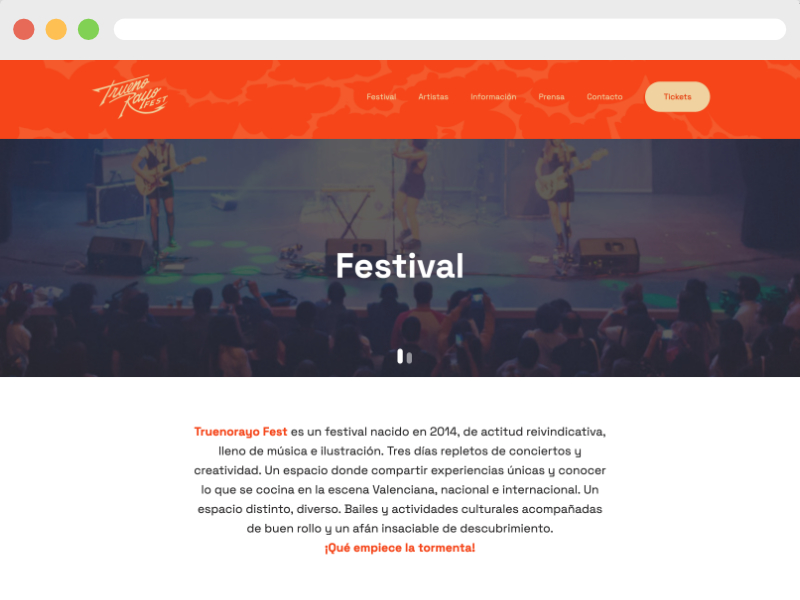 Trueno
Rayo
FEST
Festival Artistas Información Prensa Contacto Tickets
Festival
Truenorayo Fest es un festival nacido en 2014, de actitud reivindicativa,
lleno de música e ilustración. Tres días repletos de conciertos y
creatividad. Un espacio donde compartir experiencias únicas y conocer
lo que se cocina en la escena Valenciana, nacional e internacional. Un
espacio distinto, diverso. Bailes y actividades culturales acompañadas
de buen rollo y un afán insaciable de descubrimiento.
¡Qué empiece la tormenta!